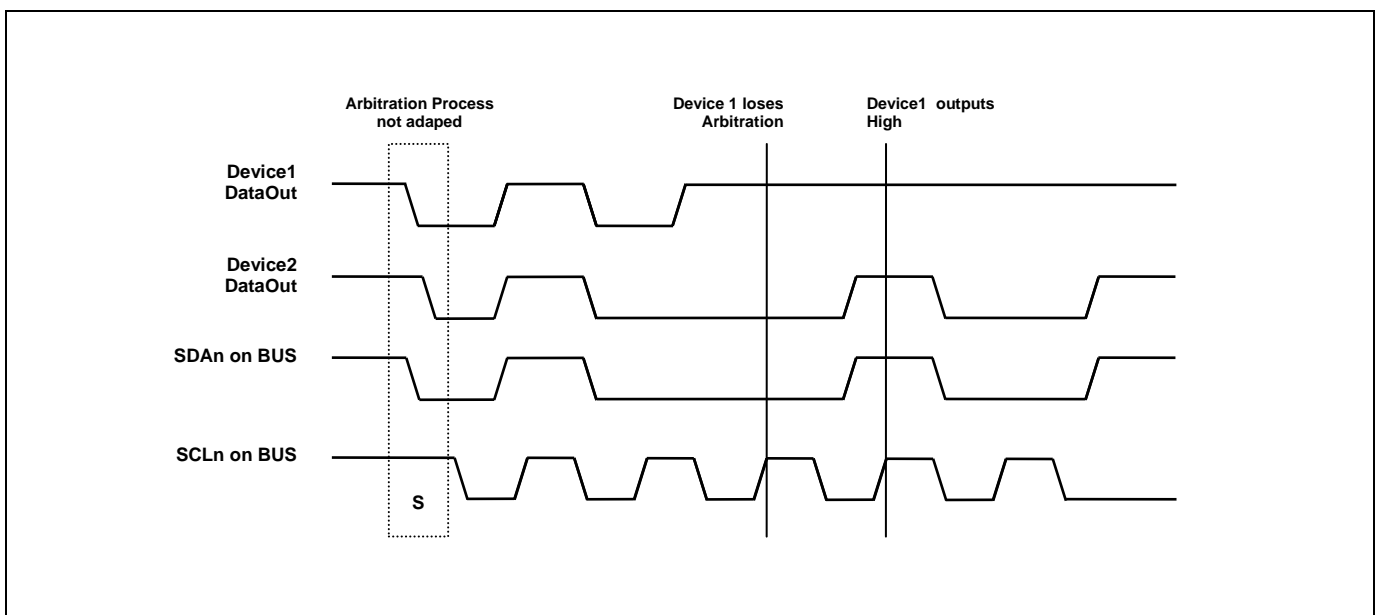 Arbitration Process
not adaped
Device 1 loses
Arbitration
Device1 outputs
High
Device1
DataOut
Device2
DataOut
SDAn on BUS
SCLn on BUS
S